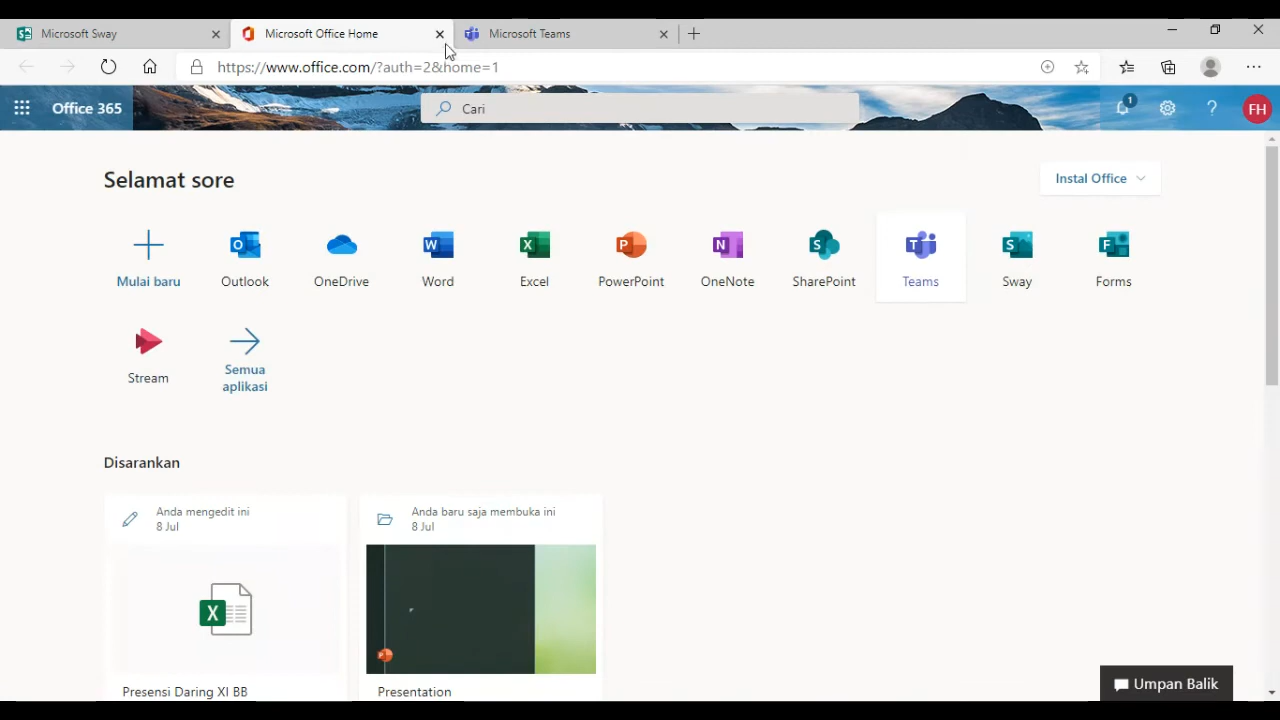 Microsoft Sway
Microsoft Office Home
Microsoft Teams
https://www.office.com/?auth=2&home=1
Office 365
Cari
1
?
FH
Selamat sore
Instal Office
Mulai baru
Outlook
OneDrive
Word
Excel
PowerPoint
OneNote
SharePoint
Teams
Sway
Forms
Stream
Semua
aplikasi
Disarankan
Anda mengedit ini
8 Jul
Anda baru saja membuka ini
8 Jul
Presensi Daring XI BB
Presentation
Umpan Balik